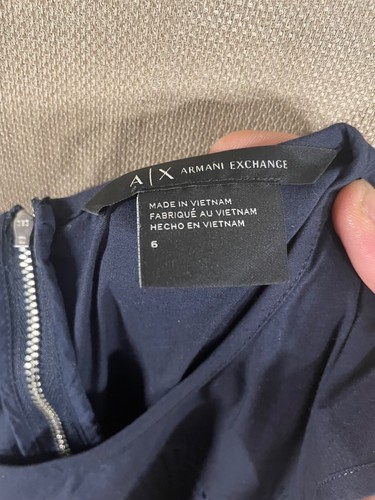 A|X ARMANI EXCHANGE
MADE IN VIETNAM
FABRIQUÉ AU VIETNAM
HECHO EN VIETNAM
6